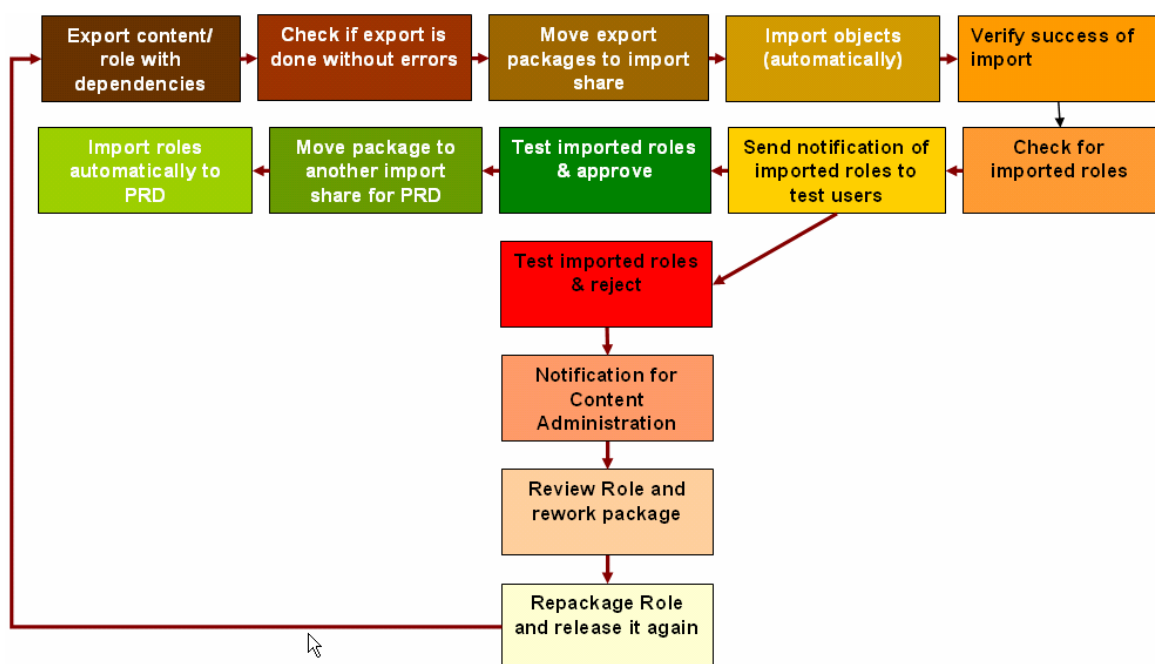 Export content/
role with
dependencies
Check if export is
done without errors
Move export
packages to import
share
Import objects
(automatically)
Verify success of
import
Import roles
automatically to
PRD
Move package to
another import
share for PRD
Test imported roles
& approve
Send notification of
imported roles to
test users
Check for
imported roles
Test imported roles
& reject
Notification for
Content
Administration
Review Role and
rework package
Repackage Role
and release it again